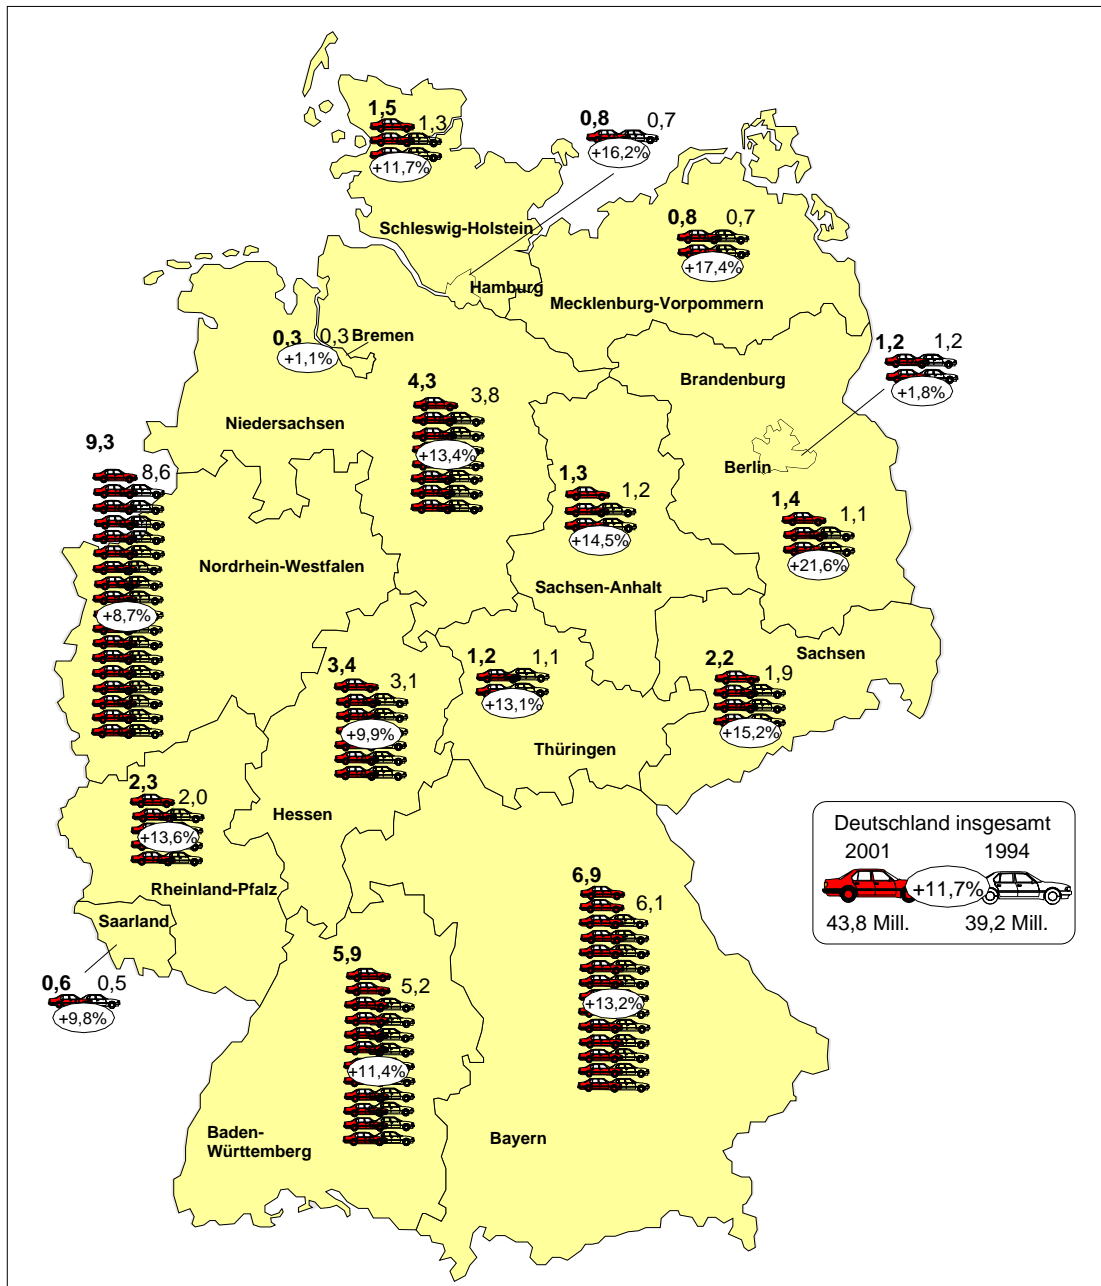 1,5
1,3
+11,7%
Schleswig-Holstein
0,8
0,7
+16,2%
Hamburg
0,8
0,7
+17,4%
Mecklenburg-Vorpommern
0,3
0,3
+1,1%
Bremen
4,3
3,8
+13,4%
Niedersachsen
Brandenburg
1,2
1,2
+1,8%
Berlin
1,4
1,1
+21,6%
9,3
8,6
+8,7%
Nordrhein-Westfalen
1,3
1,2
+14,5%
Sachsen-Anhalt
3,4
3,1
+9,9%
Hessen
1,2
1,1
+13,1%
Thüringen
2,2
1,9
+15,2%
Sachsen
2,3
2,0
+13,6%
Rheinland-Pfalz
Saarland
0,6
0,5
+9,8%
5,9
5,2
+11,4%
Baden-
Württemberg
6,9
6,1
+13,2%
Bayern
Deutschland insgesamt
2001
1994
+11,7%
43,8 Mill.
39,2 Mill.